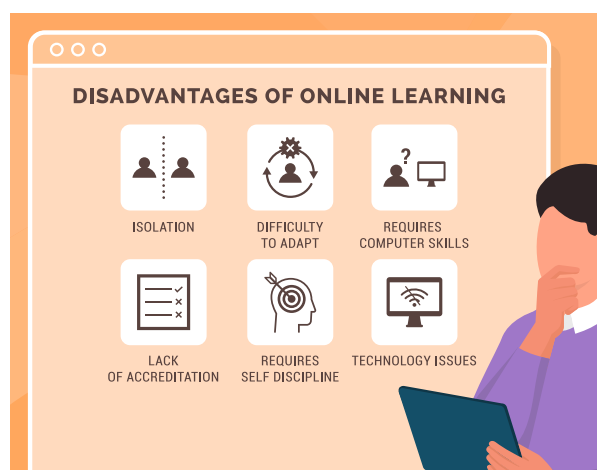 DISADVANTAGES OF ONLINE LEARNING
ISOLATION
DIFFICULTY
TO ADAPT
REQUIRES
COMPUTER SKILLS
LACK
OF ACCREDITATION
REQUIRES
SELF DISCIPLINE
TECHNOLOGY ISSUES